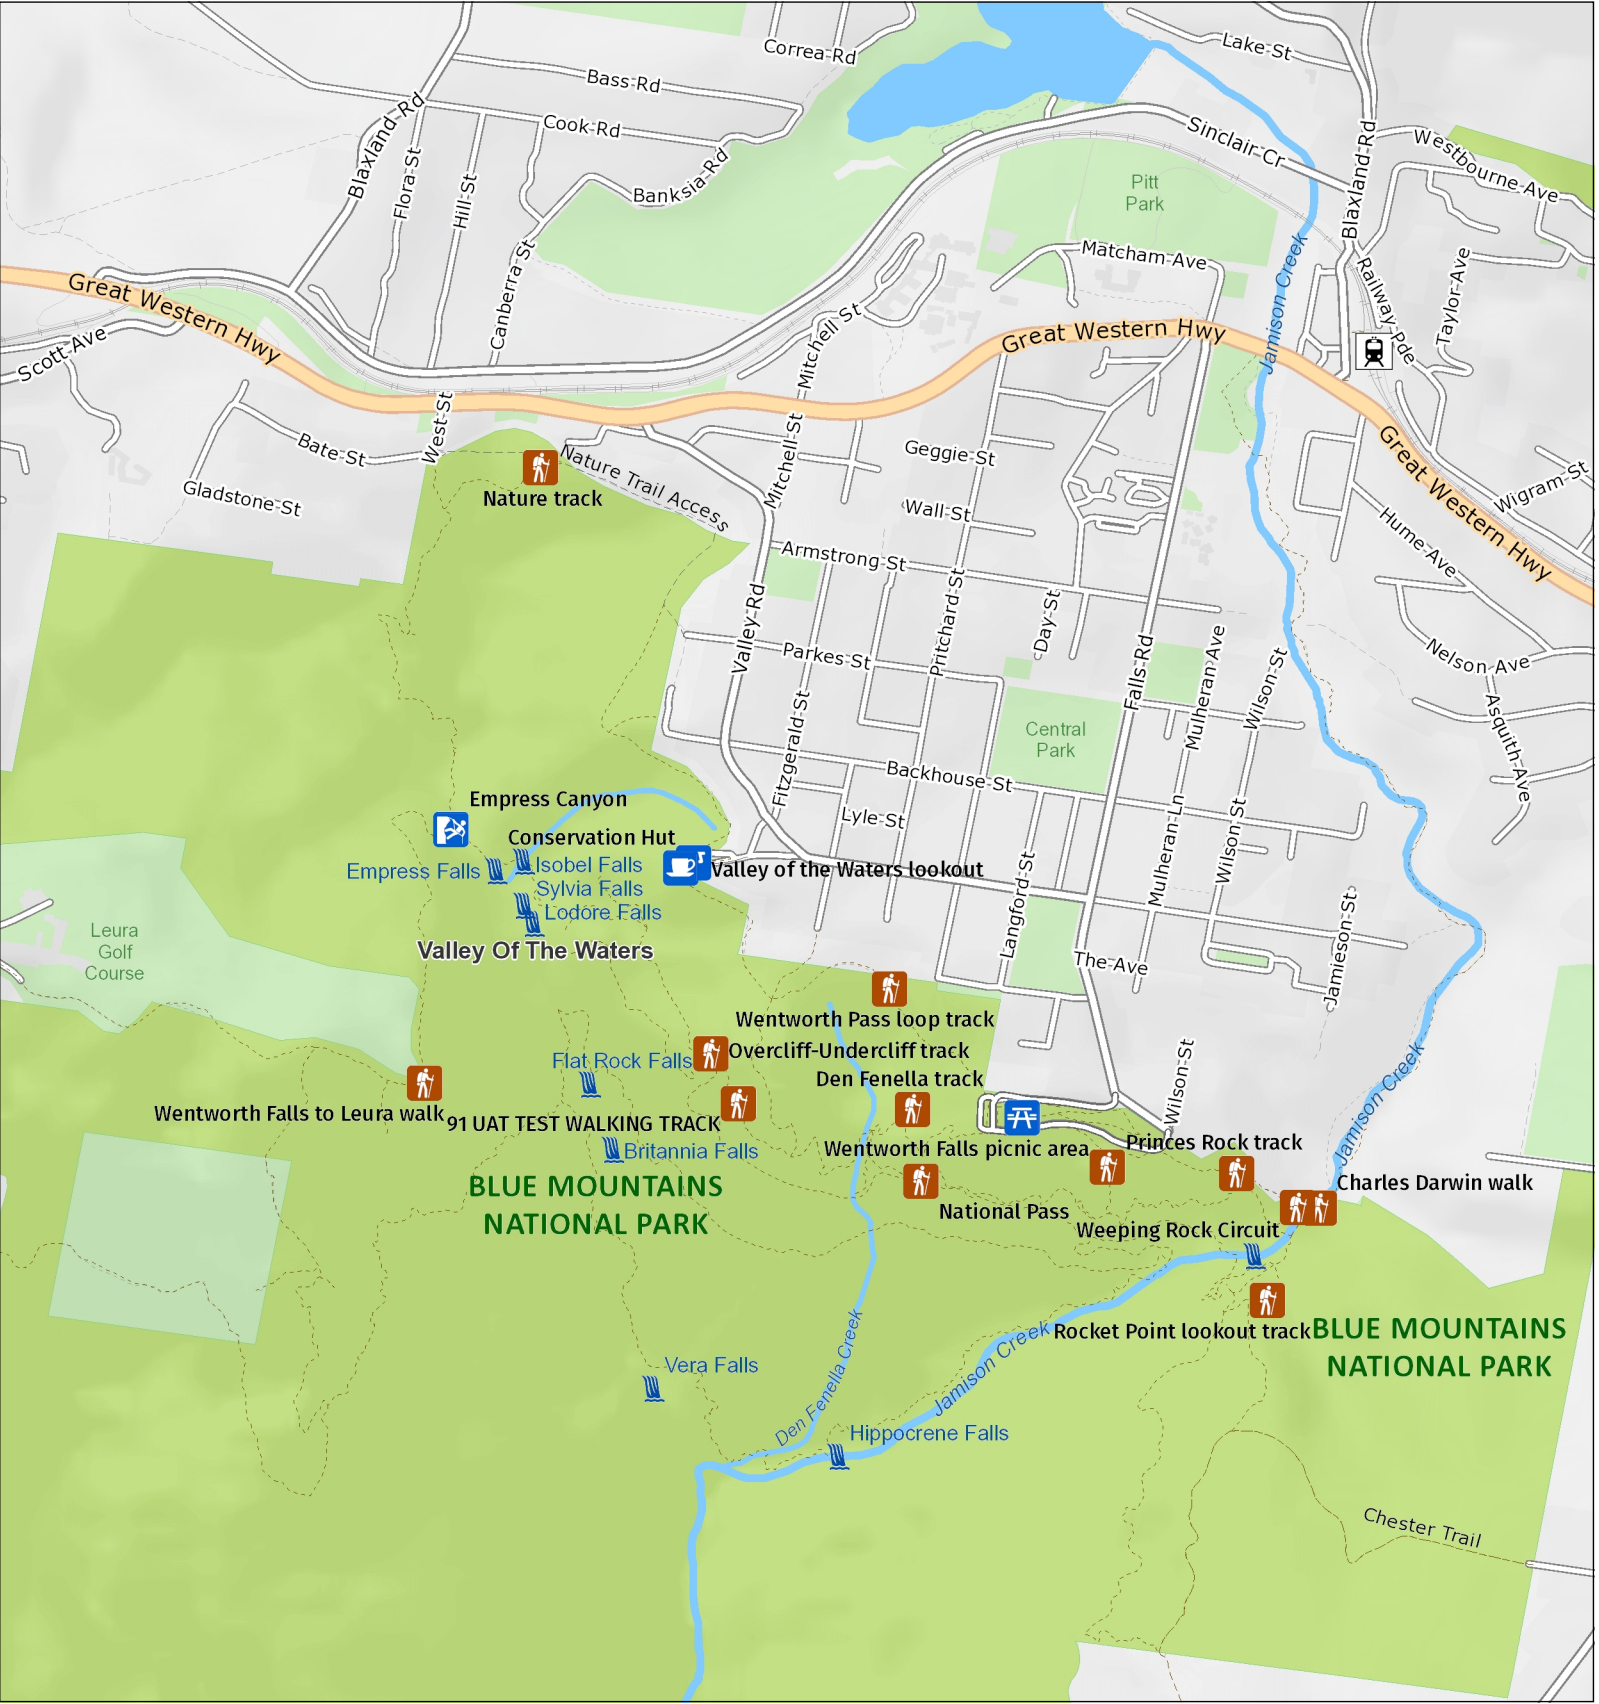 Correa Rd
Lake St
Bass Rd
Cook Rd
Blaxland Rd
Sinclair Cr
Blaxland Rd
Westbourne Ave
Banksia Rd
Flora St
Hill St
Pitt
Park
Canberra St
Matcham Ave
Jamison Creek
Railway Pde
Taylor Ave
Great Western Hwy
Scott Ave
Mitchell St
Great Western Hwy
West St
Bate St
Gladstone St
Nature track
Nature Trail Access
Mitchell St
Geggie St
Wall St
Great Western Hwy
Wigram St
Hume Ave
Armstrong St
Valley Rd
Parkes St
Pritchard St
Day St
Falls Rd
Mulheran Ave
Wilson St
Nelson Ave
Asquith Ave
Fitzgerald St
Central
Park
Backhouse St
Lyle St
Mulheran Ln
Wilson St
Empress Canyon
Conservation Hut
Empress Falls
Isobel Falls
Sylvia Falls
Lodore Falls
Valley of the Waters lookout
Valley Of The Waters
Langford St
Jamieson St
The Ave
Leura
Golf
Course
Wentworth Pass loop track
Overcliff-Undercliff track
Flat Rock Falls
Den Fenella track
Wilson St
Jamison Creek
Wentworth Falls to Leura walk
91 UAT TEST WALKING TRACK
Britannia Falls
Wentworth Falls picnic area
Princes Rock track
Charles Darwin walk
BLUE MOUNTAINS
NATIONAL PARK
National Pass
Weeping Rock Circuit
Rocket Point lookout track
BLUE MOUNTAINS
NATIONAL PARK
Jamison Creek
Den Fenella Creek
Vera Falls
Hippocrene Falls
Chester Trail